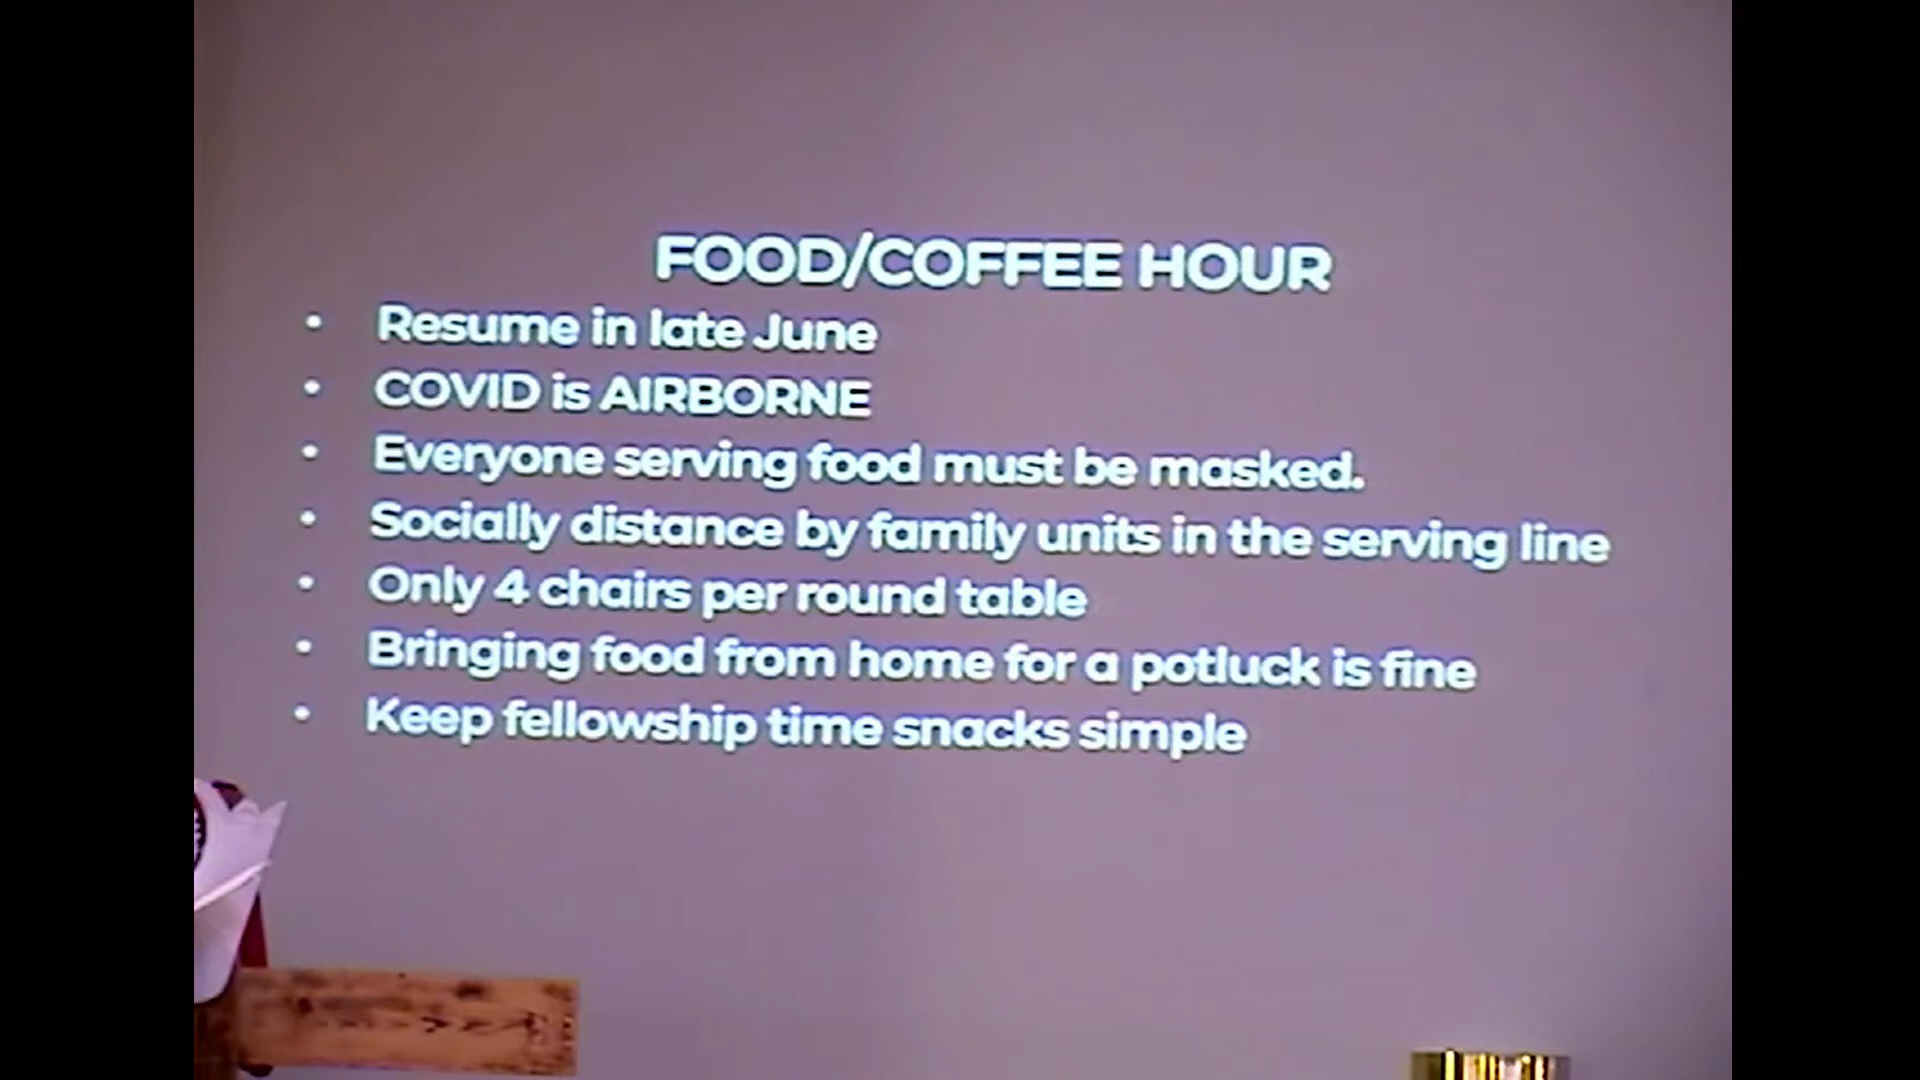 FOOD/COFFEE HOUR
• Resume in late June
• COVID is AIRBORNE
• Everyone serving food must be masked.
• Socially distance by family units in the serving line
• Only 4 chairs per round table
• Bringing food from home for a potluck is fine
• Keep fellowship time snacks simple